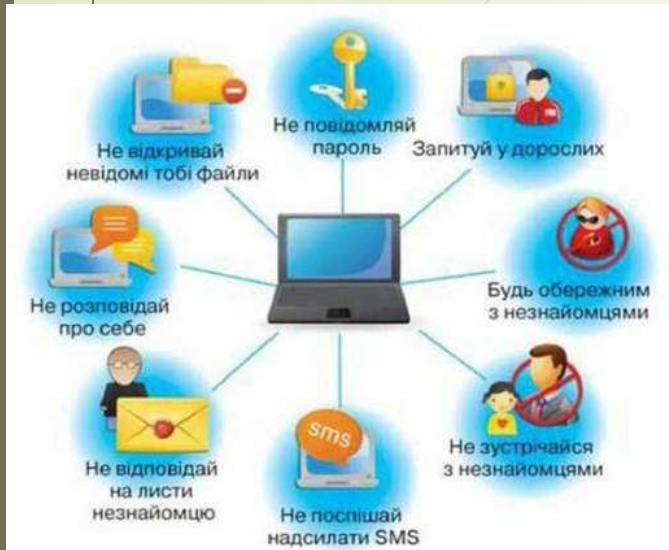 Не повідомляй
пароль
Запитуй у дорослих
Будь обережним
з незнайомцями
Не зустрічайся
з незнайомцями
sms
Не поспішай
надсилати SMS
Не відповідай
на листи
незнайомцю
Не розповідай
про себе
Не відкривай
невідомі тобі файли